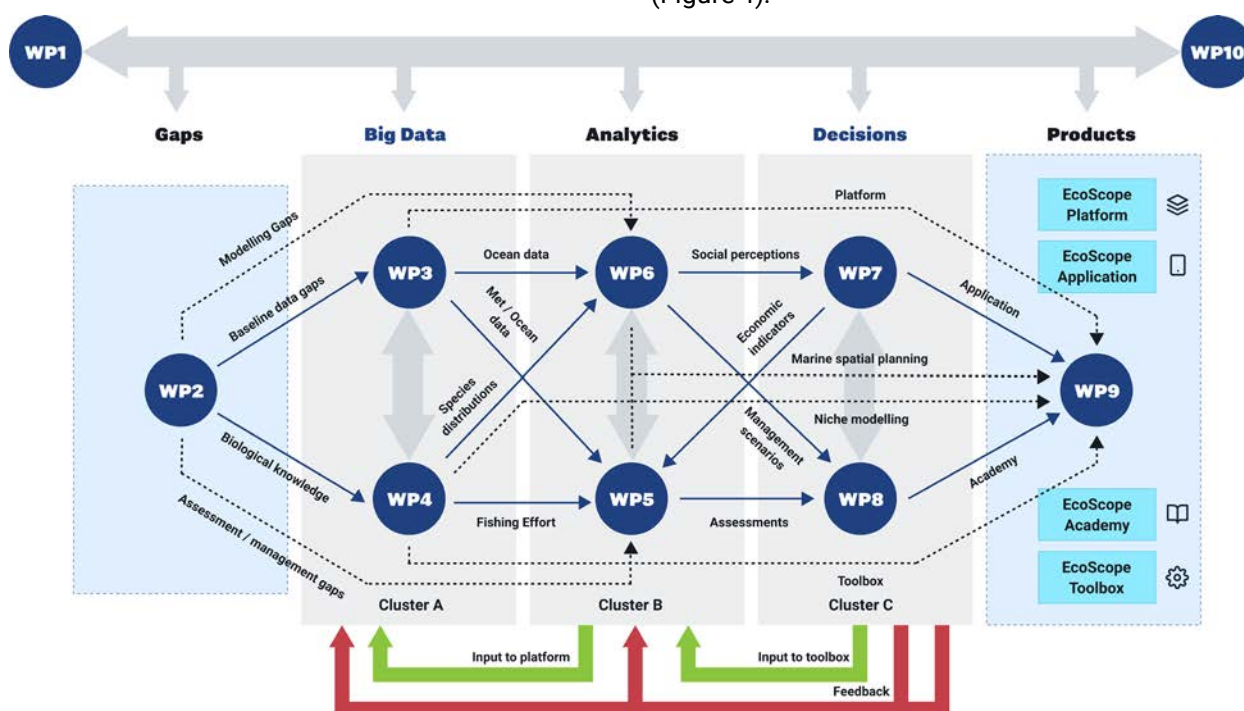 (Figure 1).
WP1
WP10
Gaps
Big Data
Analytics
Decisions
Products
Platform
EcoScope
Platform
Modelling Gaps
WP3
Ocean data
WP6
Social perceptions
WP7
EcoScope
Application
Baseline data gaps
Met / Ocean
data
Economic
indicators
Application
Marine spatial planning
WP2
WP9
Species
distributions
Niche modelling
Management
scenarios
Biological knowledge
Academy
WP4
Fishing Effort
WP5
Assessments
WP8
EcoScope
Academy
Assessment / management gaps
EcoScope
Toolbox
Toolbox
Cluster A
Cluster B
Cluster C
Input to platform
Input to toolbox
Feedback